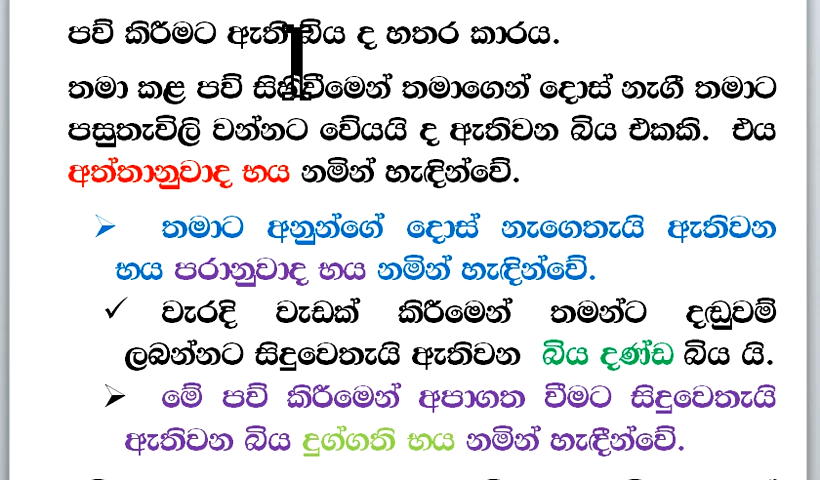 පව් කිරීමට ඇති බිය ද හතර කාරය.
තමා කළ පව් සිහිවීමෙන් තමාගෙන් දොස් නැගී තමාට
පසුතැවිලි වන්නට වේයයි ද ඇතිවන බිය එකකි. එය
අත්තානුවාද භය නමින් හැඳින්වේ.
➢ තමාට අනුන්ගේ දොස් නැගෙතැයි ඇතිවන
භය පරානුවාද භය නමින් හැඳින්වේ.
✓ වැරදි වැඩක් කිරීමෙන් තමන්ට දඬුවම්
ලබන්නට සිදුවෙතැයි ඇතිවන බිය දණ්ඩ බිය යි.
➢ මේ පව් කිරීමෙන් අපාගත වීමට සිදුවෙතැයි
ඇතිවන බිය දුග්ගති භය නමින් හැඳීන්වේ.